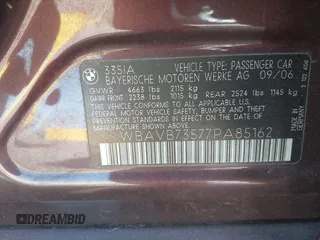 335iA VEHICLE TYPE: PASSENGER CAR
BAYERISCHE MOTOREN WERKE AG 09/06
GVWR 4663 lbs 2115 kg
GAWR FRONT 2238 lbs 1015 kg REAR 2524 lbs 1145 kg
THIS VEHICLE CONFORMS TO ALL APPLICABLE U.S.
FEDERAL MOTOR VEHICLE SAFETY, BUMPER, AND
THEFT PREVENTION STANDARDS IN EFFECT ON THE
DATE OF MANUFACTURE SHOWN ABOVE
WBAVB73577PA85162
DIAMONDBID